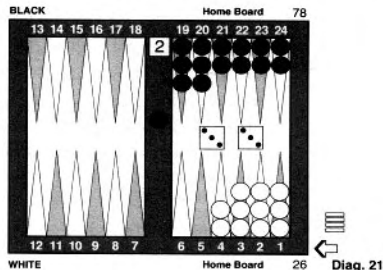 BLACK Home Board 78
13 14 15 16 17 18 19 20 21 22 23 24
2
12 11 10 9 8 7 6 5 4 3 2 1
WHITE Home Board 26 Diag. 21